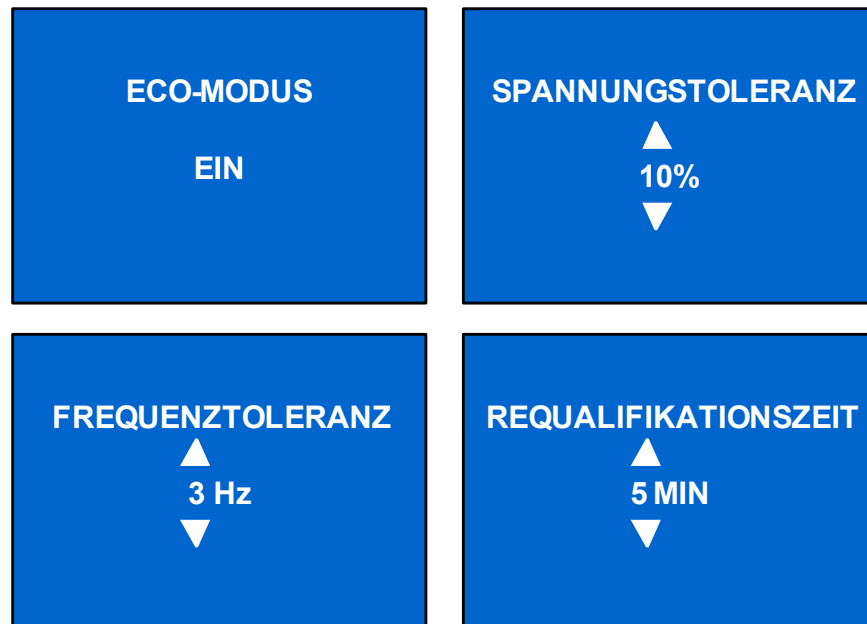 ECO-MODUS
EIN
SPANNUNGSTOLERANZ
10%
FREQUENZTOLERANZ
3 Hz
REQUALIFIKATIONSZEIT
5 MIN